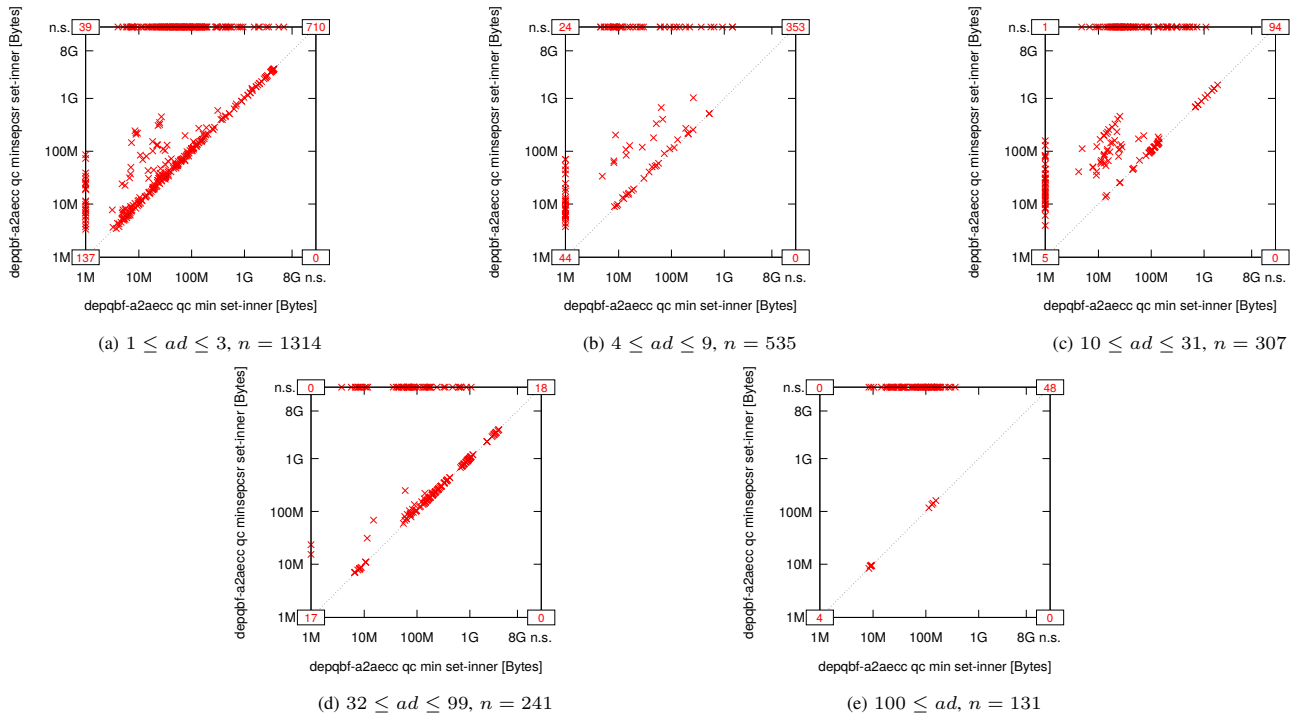 depqbf-a2aecc qc minsepcsr set-inner [Bytes]
n.s.
39
710
8G
1G
100M
10M
1M
137
0
1M
10M
100M
1G
8G n.s.
depqbf-a2aecc qc min set-inner [Bytes]
(a) 1 ≤ ad ≤ 3, n = 1314
depqbf-a2aecc qc minsepcsr set-inner [Bytes]
n.s.
24
353
8G
1G
100M
10M
1M
44
0
1M
10M
100M
1G
8G n.s.
depqbf-a2aecc qc min set-inner [Bytes]
(b) 4 ≤ ad ≤ 9, n = 535
depqbf-a2aecc qc minsepcsr set-inner [Bytes]
n.s.
1
94
8G
1G
100M
10M
1M
5
0
1M
10M
100M
1G
8G n.s.
depqbf-a2aecc qc min set-inner [Bytes]
(c) 10 ≤ ad ≤ 31, n = 307
depqbf-a2aecc qc minsepcsr set-inner [Bytes]
n.s.
0
18
8G
1G
100M
10M
1M
17
0
1M
10M
100M
1G
8G n.s.
depqbf-a2aecc qc min set-inner [Bytes]
(d) 32 ≤ ad ≤ 99, n = 241
depqbf-a2aecc qc minsepcsr set-inner [Bytes]
n.s.
0
48
8G
1G
100M
10M
1M
4
0
1M
10M
100M
1G
8G n.s.
depqbf-a2aecc qc min set-inner [Bytes]
(e) 100 ≤ ad, n = 131